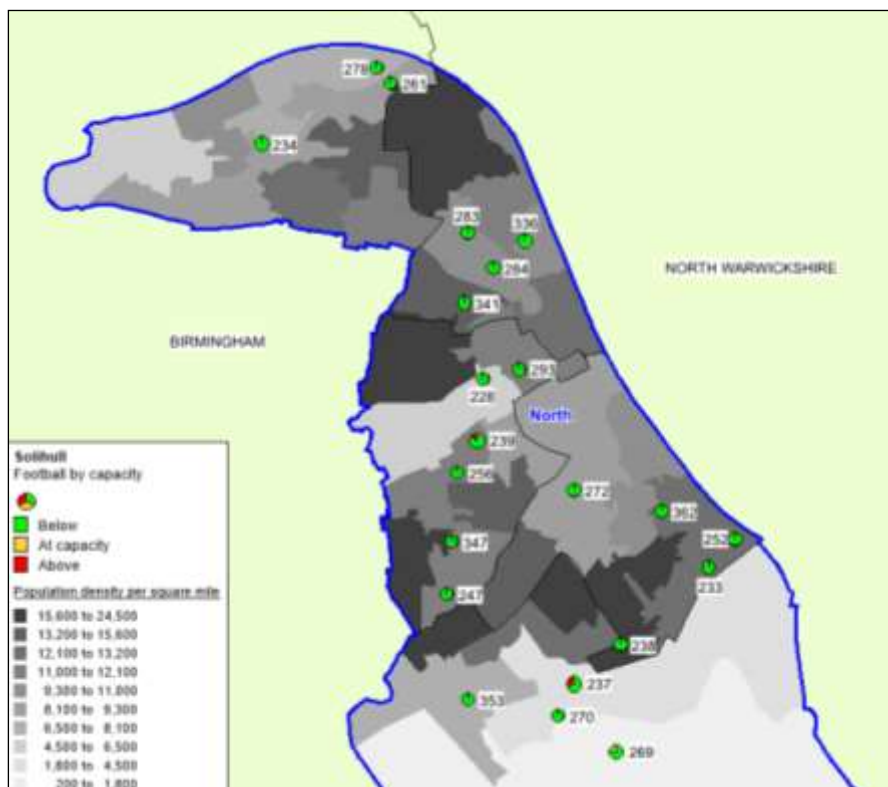 278
261
234
283
336
284
NORTH WARWICKSHIRE
341
BIRMINGHAM
293
228
North
239
256
272
362
347
252
233
247
238
237
353
270
269
Solihull
Football by capacity
Below
At capacity
Above
Population density per square mile
15,600 to 24,500
13,200 to 15,600
12,100 to 13,200
11,000 to 12,100
9,300 to 11,000
8,100 to 9,300
6,500 to 8,100
4,500 to 6,500
1,800 to 4,500
200 to 1,800